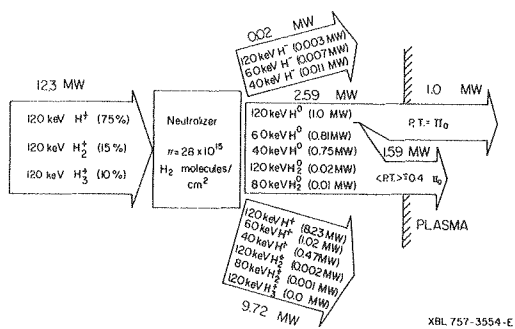 0.02 MW
120 keV H⁻ (0.003 MW)
60 keV H⁻ (0.007 MW)
40 keV H⁻ (0.011 MW)
12.3 MW
120 keV H⁺ (75%)
120 keV H₂⁺ (15%)
120 keV H₃⁺ (10%)
Neutralizer
π = 28 x 10¹⁵
H₂ molecules/
cm²
2.59 MW
120 keV H⁰ (1.0 MW)
60 keV H⁰ (0.81 MW)
40 keV H⁰ (0.75 MW)
120 keV H₂⁰ (0.02 MW)
80 keV H₂⁰ (0.01 MW)
1.0 MW
P.T. = Π₀
1.59 MW
<P.T.> ≅ 0.4 Π₀
PLASMA
120 keV H⁺ (8.23 MW)
60 keV H⁺ (1.02 MW)
40 keV H⁺ (0.47 MW)
120 keV H₂⁺ (0.002 MW)
80 keV H₂⁺ (0.001 MW)
120 keV H₃⁺ (0.0 MW)
9.72 MW
XBL 757-3554-E